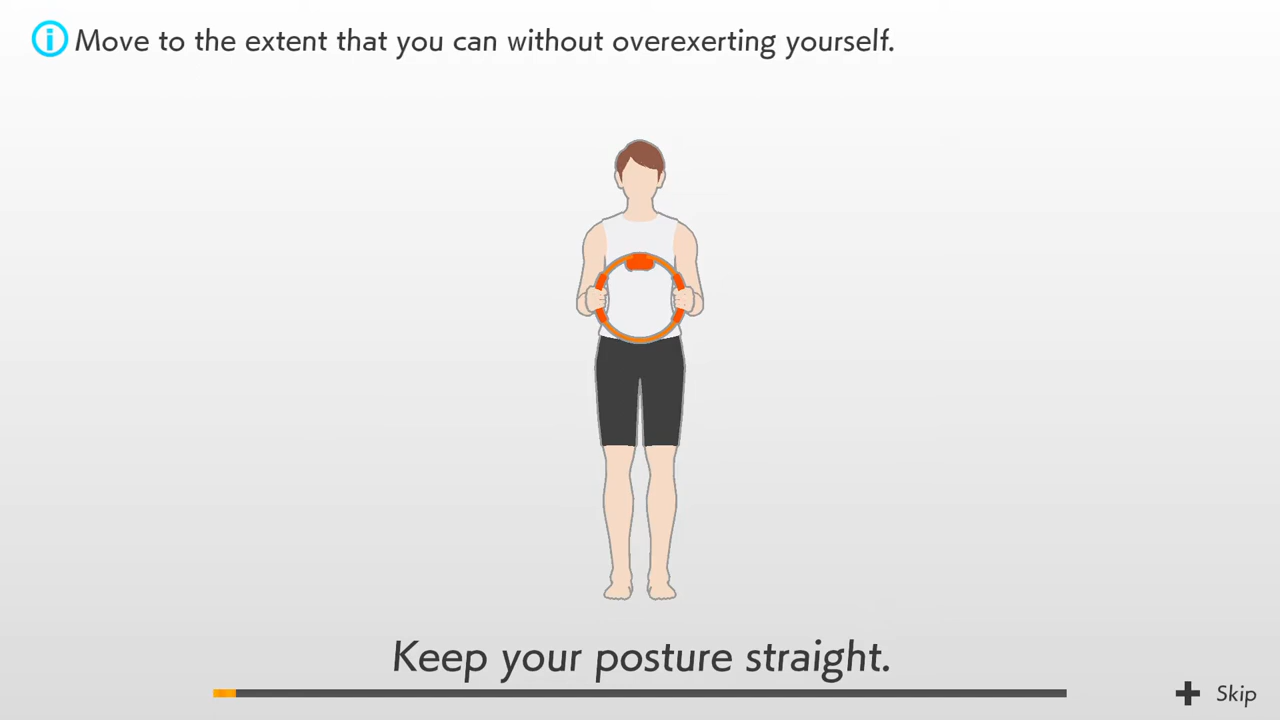 Move to the extent that you can without overexerting yourself.
Keep your posture straight.
Skip